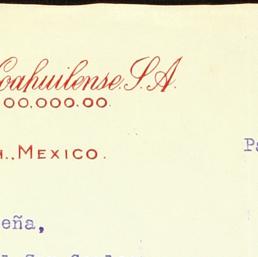 Coahuilense, S.A.
00,000.00.
H., MEXICO.
Pa
eña,